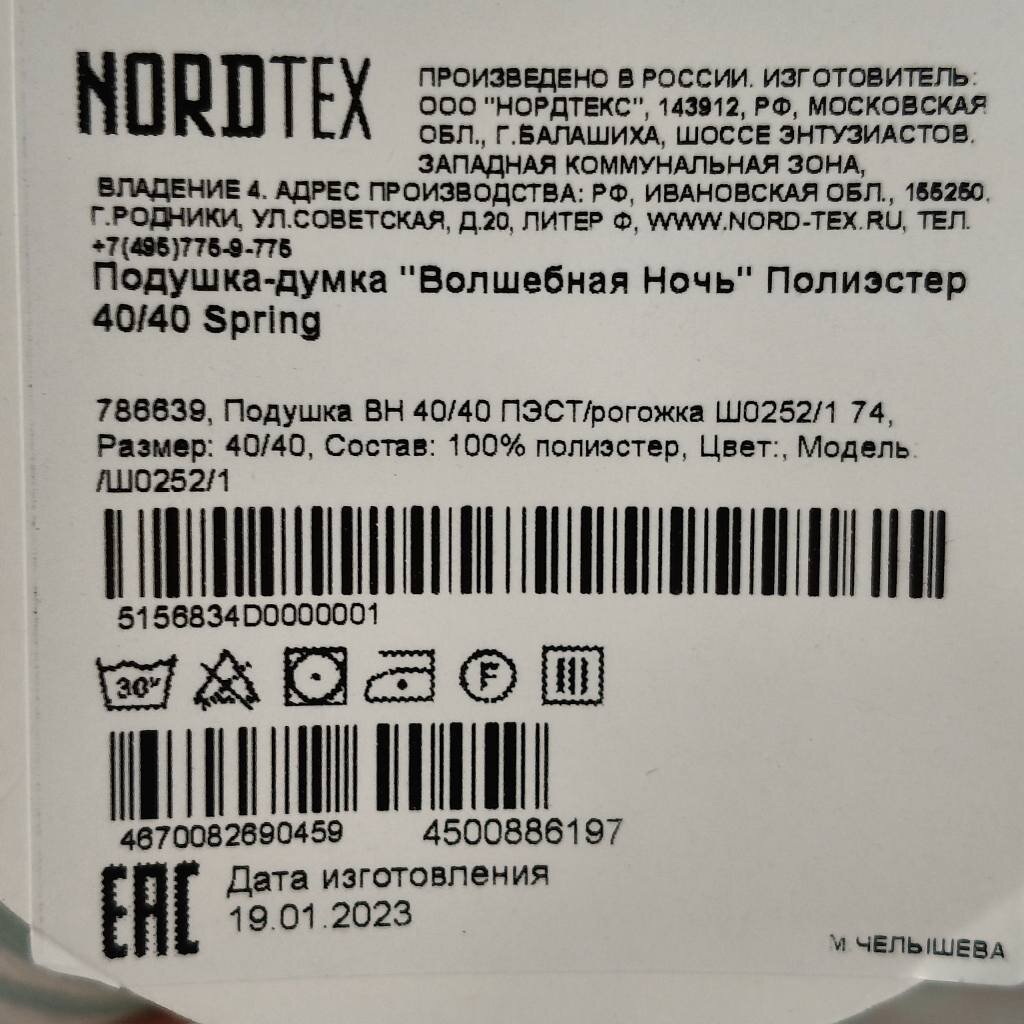 NORDTEX
ПРОИЗВЕДЕНО В РОССИИ. ИЗГОТОВИТЕЛЬ:
ООО "НОРДТЕКС", 143912, РФ, МОСКОВСКАЯ
ОБЛ., Г.БАЛАШИХА, ШОССЕ ЭНТУЗИАСТОВ.
ЗАПАДНАЯ КОММУНАЛЬНАЯ ЗОНА,
ВЛАДЕНИЕ 4. АДРЕС ПРОИЗВОДСТВА: РФ, ИВАНОВСКАЯ ОБЛ., 155250,
Г.РОДНИКИ, УЛ.СОВЕТСКАЯ, Д.20, ЛИТЕР Ф, WWW.NORD-TEX.RU, ТЕЛ.
+7(495)775-9-775
Подушка-думка "Волшебная Ночь" Полиэстер
40/40 Spring
786639, Подушка ВН 40/40 ПЭСТ/рогожка Ш0252/1 74,
Размер: 40/40, Состав: 100% полиэстер, Цвет:, Модель:
/Ш0252/1
5156834D0000001
30° F
4670082690459 4500886197
EAC
Дата изготовления
19.01.2023
М ЧЕЛЫШЕВА